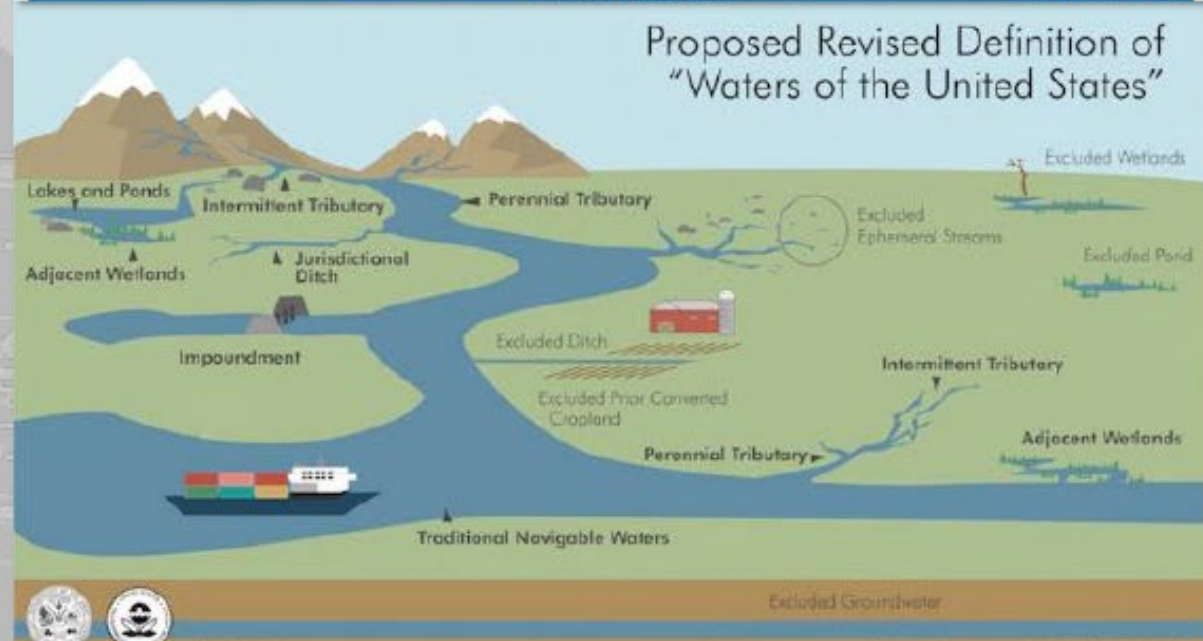 Proposed Revised Definition of
"Waters of the United States"
Excluded Wetlands
Lakes and Ponds
Intermittent Tributary
Perennial Tributary
Excluded
Ephemeral Streams
Adjacent Wetlands
Jurisdictional
Ditch
Excluded Pond
Impoundment
Excluded Ditch
Intermittent Tributary
Excluded Prior Converted
Cropland
Perennial Tributary
Adjacent Wetlands
Traditional Navigable Waters
Excluded Groundwater